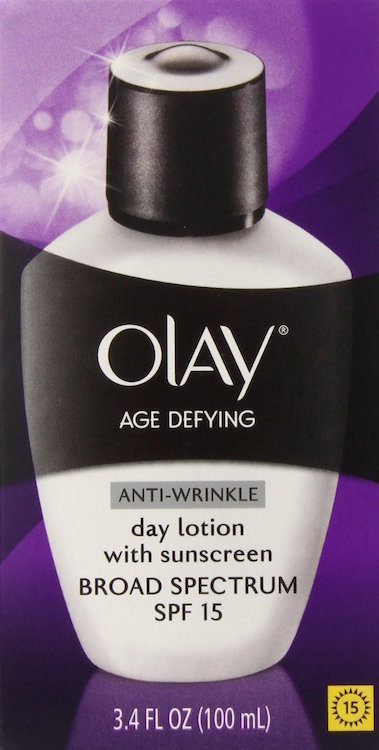 OLAY®
AGE DEFYING
ANTI-WRINKLE
day lotion
with sunscreen
BROAD SPECTRUM
SPF 15
3.4 FL OZ (100 mL)
15